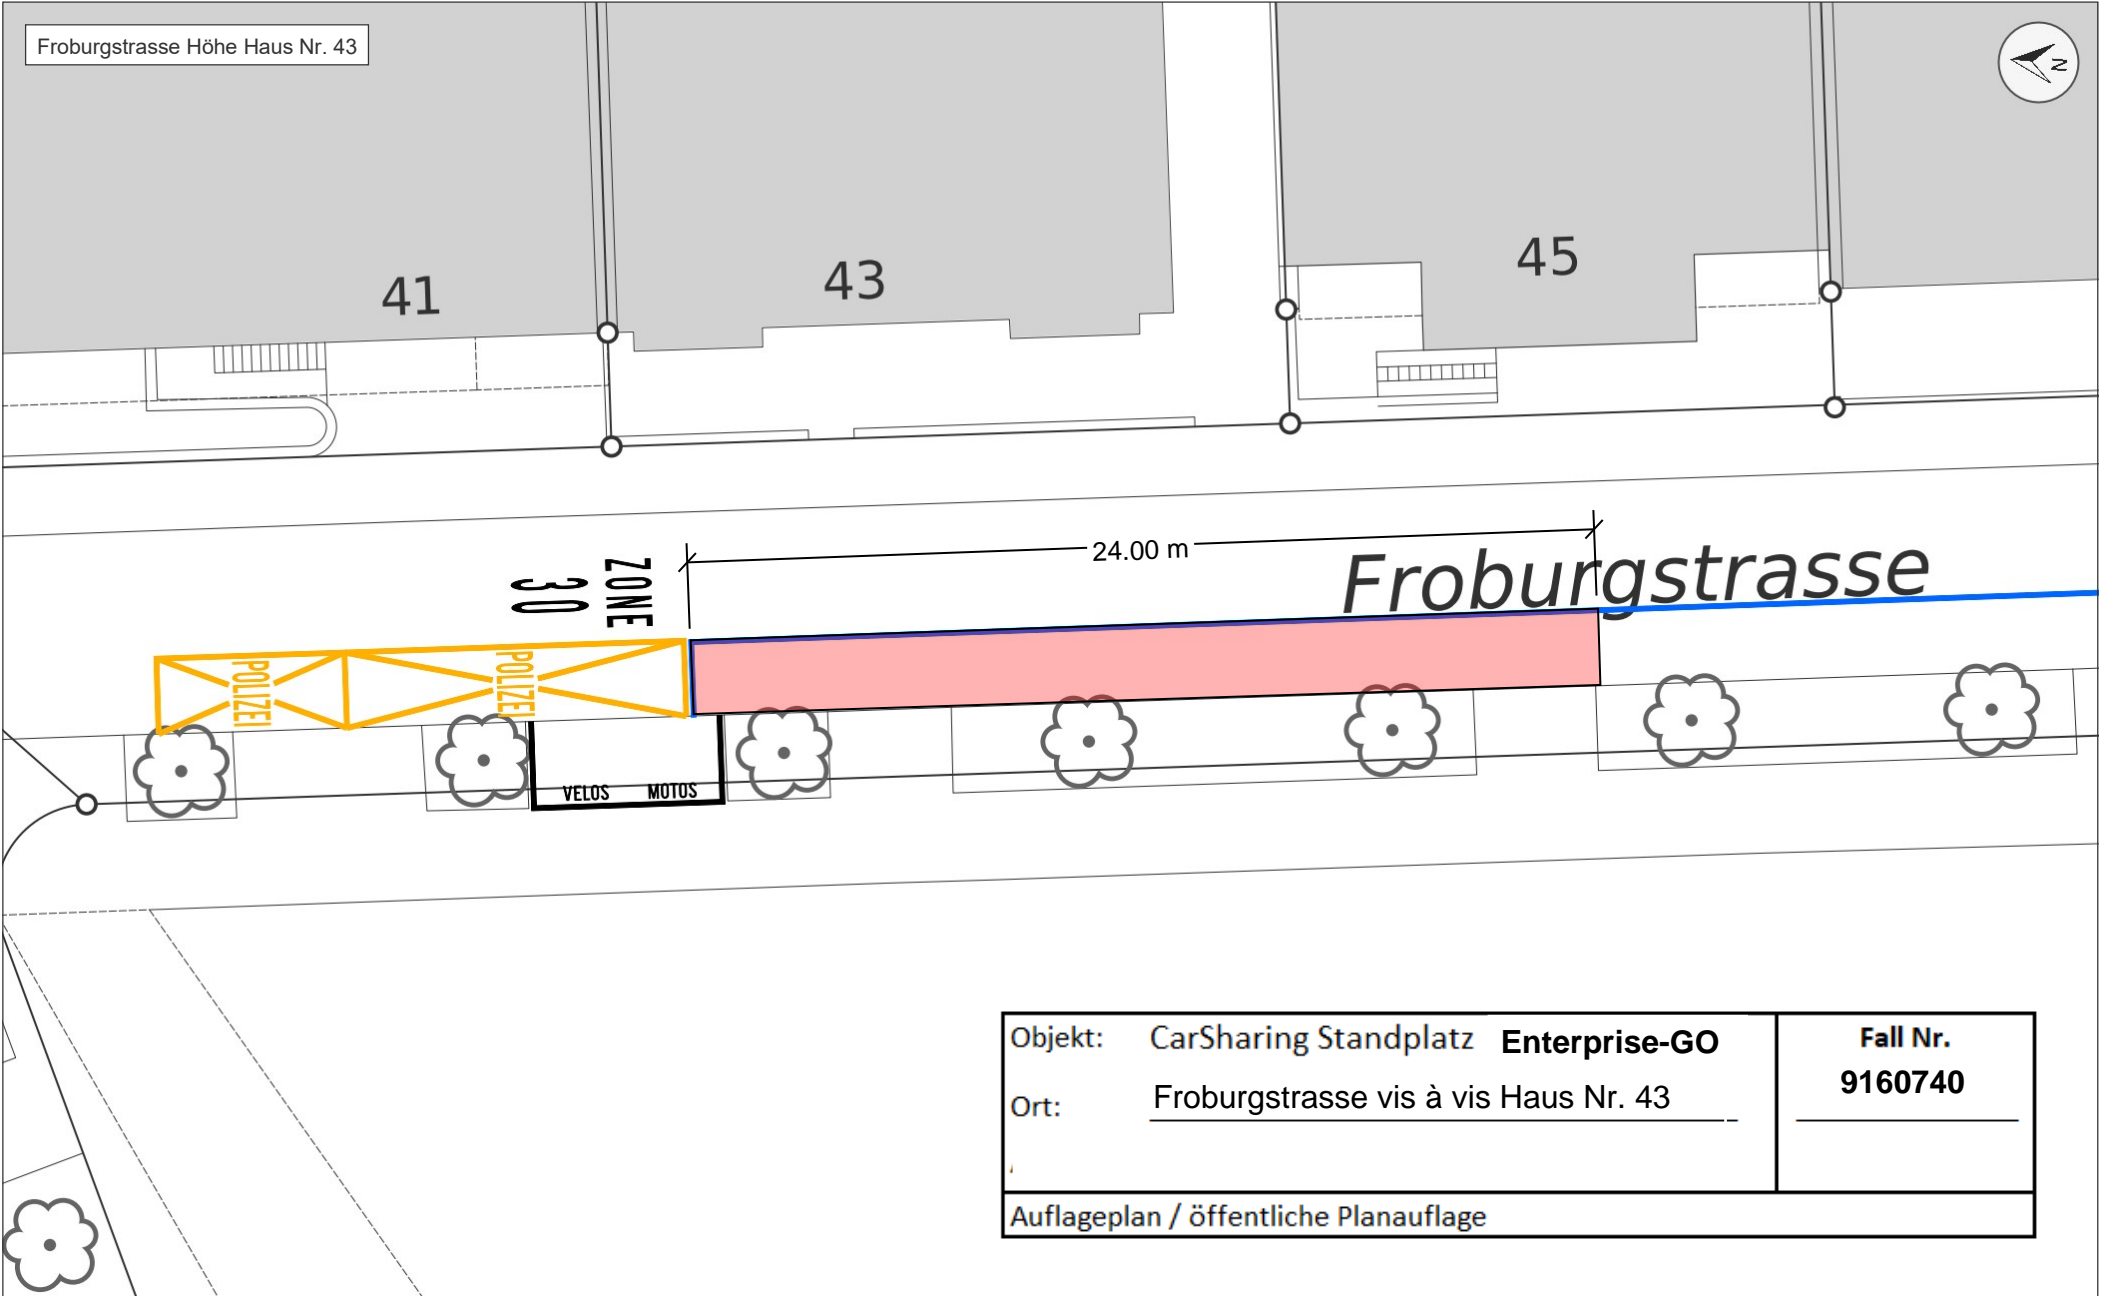 Froburgstrasse Höhe Haus Nr. 43
N
41
43
45
24.00 m
Froburgstrasse
ZONE
30
POLIZEI
POLIZEI
VELOS MOTOS
Objekt: CarSharing Standplatz Enterprise-GO
Ort: Froburgstrasse vis à vis Haus Nr. 43
Fall Nr.
9160740
Auflageplan / öffentliche Planauflage